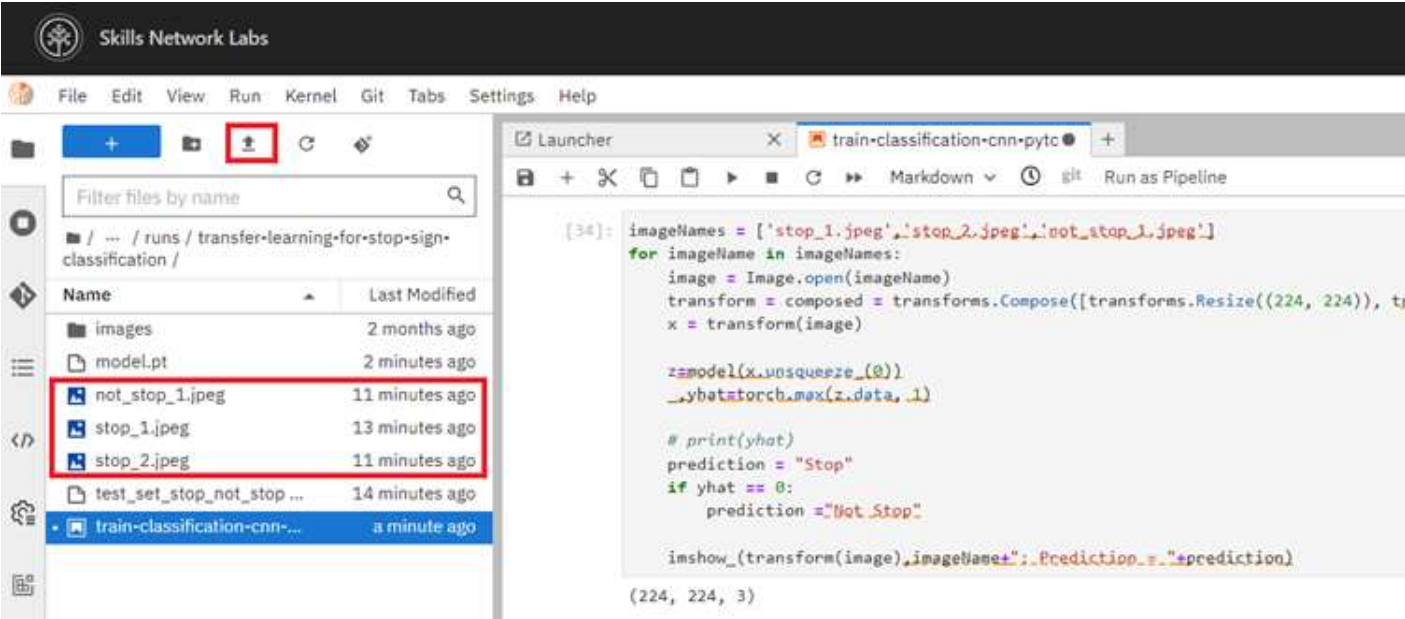 Skills Network Labs
File Edit View Run Kernel Git Tabs Settings Help
+
Filter files by name
/ ··· / runs / transfer-learning-for-stop-sign-
classification /
Name Last Modified
images 2 months ago
model.pt 2 minutes ago
not_stop_1.jpeg 11 minutes ago
stop_1.jpeg 13 minutes ago
stop_2.jpeg 11 minutes ago
test_set_stop_not_stop ... 14 minutes ago
train-classification-cnn-... a minute ago
Launcher × train-classification-cnn-pytc +
Markdown git Run as Pipeline
[34]: imageNames = ['stop_1.jpeg','stop_2.jpeg','not_stop_1.jpeg']
for imageName in imageNames:
image = Image.open(imageName)
transform = composed = transforms.Compose([transforms.Resize((224, 224)),
x = transform(image)
z=model(x.unsqueeze_(0))
_,yhat=torch.max(z.data, 1)
# print(yhat)
prediction = "Stop"
if yhat == 0:
prediction ="Not Stop"
imshow_(transform(image),imageName+": Prediction = "+prediction)
(224, 224, 3)